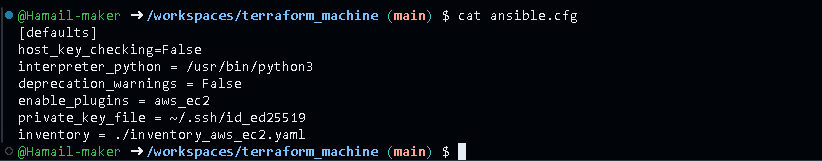 @Hamail-maker ➜ /workspaces/terraform_machine (main) $ cat ansible.cfg
[defaults]
host_key_checking=False
interpreter_python = /usr/bin/python3
deprecation_warnings = False
enable_plugins = aws_ec2
private_key_file = ~/.ssh/id_ed25519
inventory = ./inventory_aws_ec2.yaml
@Hamail-maker ➜ /workspaces/terraform_machine (main) $